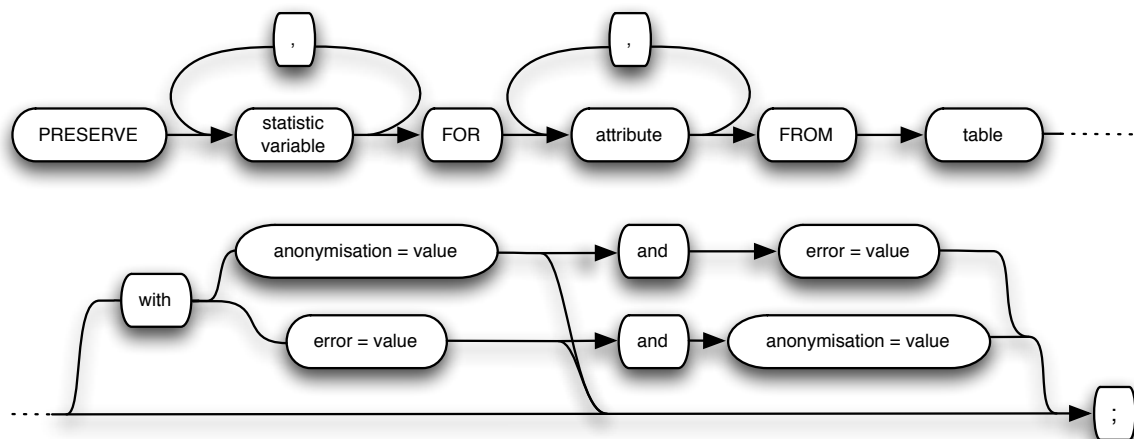 ,
,
PRESERVE
statistic
variable
FOR
attribute
FROM
table
anonymisation = value
and
error = value
with
error = value
and
anonymisation = value
;